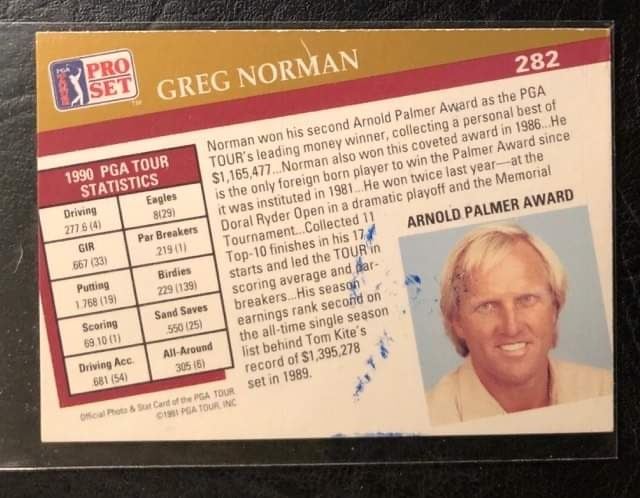 PGA TOUR
PRO
SET
TM
GREG NORMAN
282
1990 PGA TOUR
STATISTICS
Driving
277.6 (4)
Eagles
8(29)
GIR
.667 (33)
Par Breakers
.219 (1)
Putting
1.768 (19)
Birdies
229 (139)
Scoring
69.10 (1)
Sand Saves
.550 (25)
Driving Acc.
.681 (54)
All-Around
305 (6)
Official Photo & Stat Card of the PGA TOUR
©1991 PGA TOUR, INC
Norman won his second Arnold Palmer Award as the PGA
TOUR's leading money winner, collecting a personal best of
$1,165,477...Norman also won this coveted award in 1986...He
is the only foreign born player to win the Palmer Award since
it was instituted in 1981...He won twice last year—at the
Doral Ryder Open in a dramatic playoff and the Memorial
Tournament...Collected 11
Top-10 finishes in his 17
starts and led the TOUR in
scoring average and par-
breakers...His season
earnings rank second on
the all-time single season
list behind Tom Kite's
record of $1,395,278
set in 1989.
ARNOLD PALMER AWARD